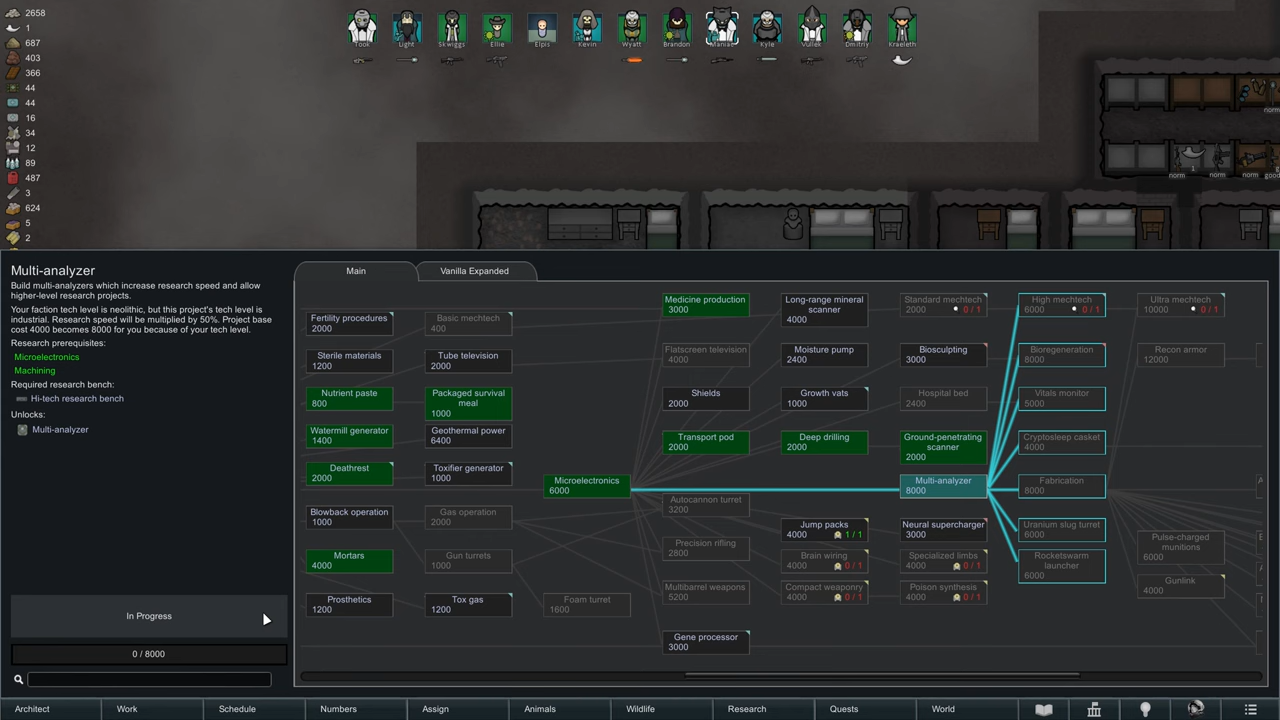 2658
1
687
403
366
44
44
16
34
12
89
487
3
624
5
2
Took
Light
Skwiggs
Ellie
Elpis
Kevin
Wyatt
Brandon
Maniac
Kyle
Vullek
Dmitriy
Kraeleth
norm
norm
1
norm
norm
good
Multi-analyzer
Build multi-analyzers which increase research speed and allow
higher-level research projects.
Your faction tech level is neolithic, but this project's tech level is
industrial. Research speed will be multiplied by 50%. Project base
cost 4000 becomes 8000 for you because of your tech level.
Research prerequisites:
Microelectronics
Machining
Required research bench:
Hi-tech research bench
Unlocks:
Multi-analyzer
In Progress
0 / 8000
Main
Vanilla Expanded
Fertility procedures
2000
Sterile materials
1200
Nutrient paste
800
Watermill generator
1400
Deathrest
2000
Blowback operation
1000
Mortars
4000
Prosthetics
1200
Basic mechtech
400
Tube television
2000
Packaged survival
meal
1000
Geothermal power
6400
Toxifier generator
1000
Gas operation
2000
Gun turrets
1000
Tox gas
1200
Microelectronics
6000
Foam turret
1600
Medicine production
3000
Flatscreen television
4000
Shields
2000
Transport pod
2000
Autocannon turret
3200
Precision rifling
2800
Multibarrel weapons
5200
Gene processor
3000
Long-range mineral
scanner
4000
Moisture pump
2400
Growth vats
1000
Deep drilling
2000
Jump packs
4000 1 / 1
Brain wiring
4000 0 / 1
Compact weaponry
4000 0 / 1
Standard mechtech
2000 0 / 1
Biosculpting
3000
Hospital bed
2400
Ground-penetrating
scanner
2000
Multi-analyzer
8000
Neural supercharger
3000
Specialized limbs
4000 0 / 1
Poison synthesis
4000 0 / 1
High mechtech
6000 0 / 1
Bioregeneration
8000
Vitals monitor
5000
Cryptosleep casket
4000
Fabrication
8000
Uranium slug turret
6000
Rocketswarm
launcher
6000
Ultra mechtech
10000 0 / 1
Recon armor
12000
Pulse-charged
munitions
6000
Gunlink
4000
Architect
Work
Schedule
Numbers
Assign
Animals
Wildlife
Research
Quests
World